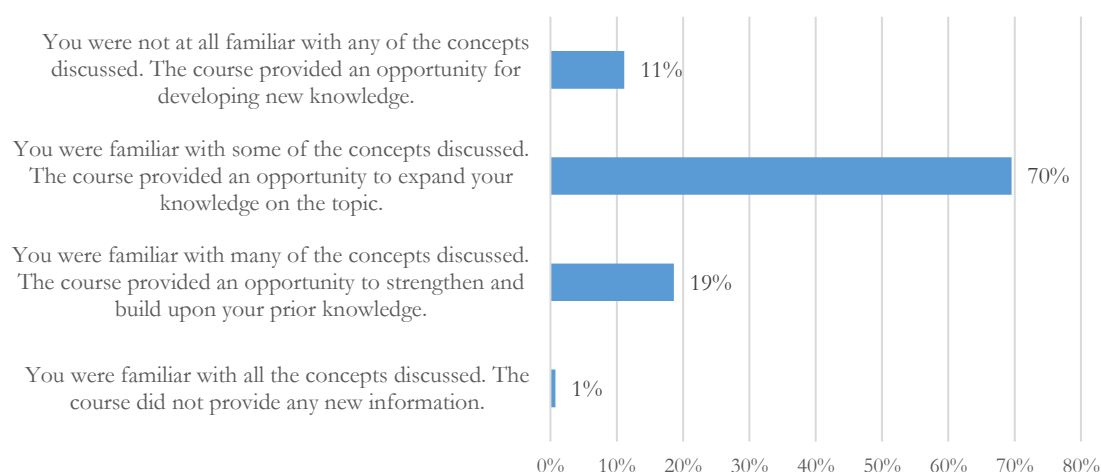 You were not at all familiar with any of the concepts
discussed. The course provided an opportunity for
developing new knowledge.
11%
You were familiar with some of the concepts discussed.
The course provided an opportunity to expand your
knowledge on the topic.
70%
You were familiar with many of the concepts discussed.
The course provided an opportunity to strengthen and
build upon your prior knowledge.
19%
You were familiar with all the concepts discussed. The
course did not provide any new information.
1%
0% 10% 20% 30% 40% 50% 60% 70% 80%